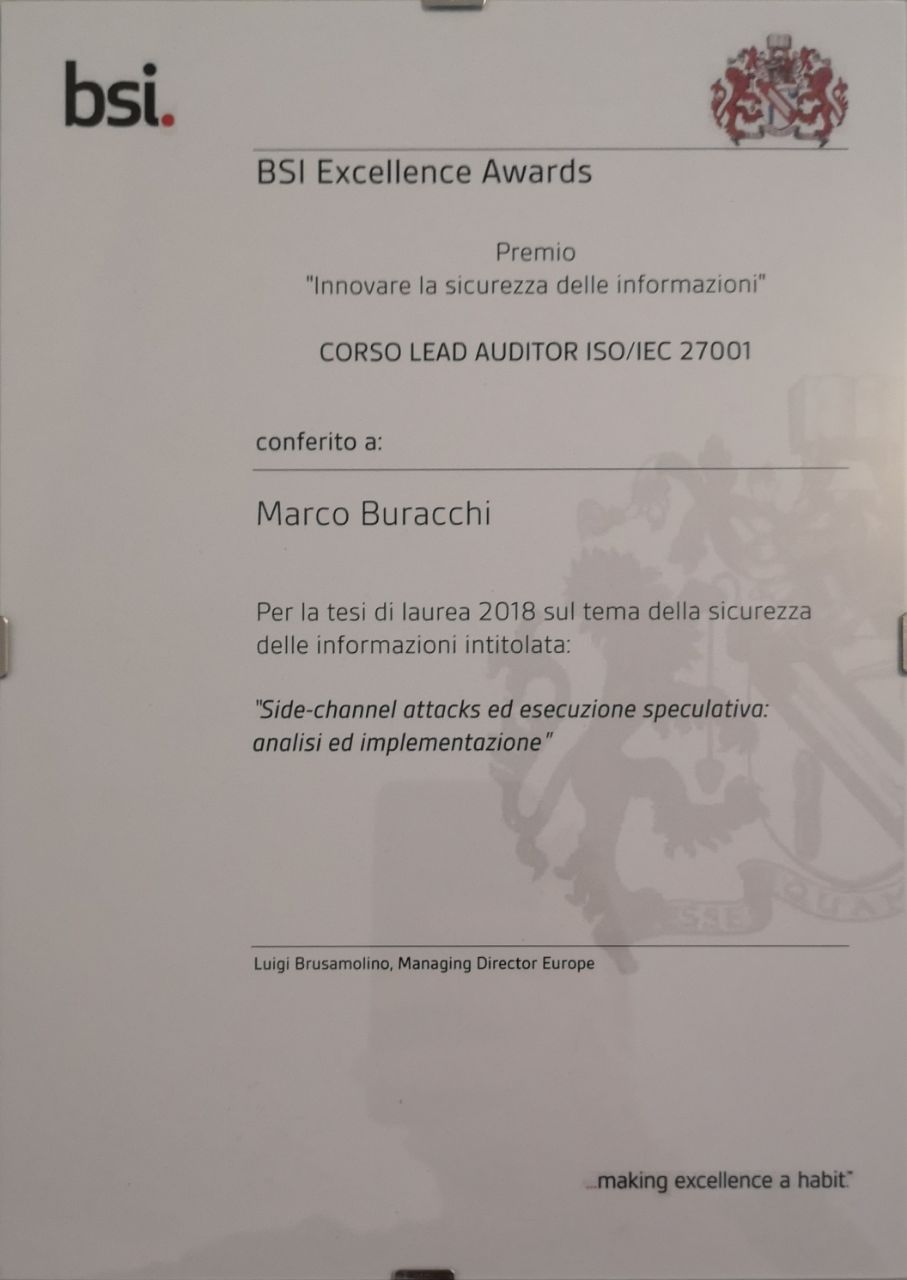 bsi.
BSI Excellence Awards
Premio
"Innovare la sicurezza delle informazioni"
CORSO LEAD AUDITOR ISO/IEC 27001
conferito a:
Marco Buracchi
Per la tesi di laurea 2018 sul tema della sicurezza
delle informazioni intitolata:
"Side-channel attacks ed esecuzione speculativa:
analisi ed implementazione"
SSE
QUAM
Luigi Brusamolino, Managing Director Europe
...making excellence a habit.™